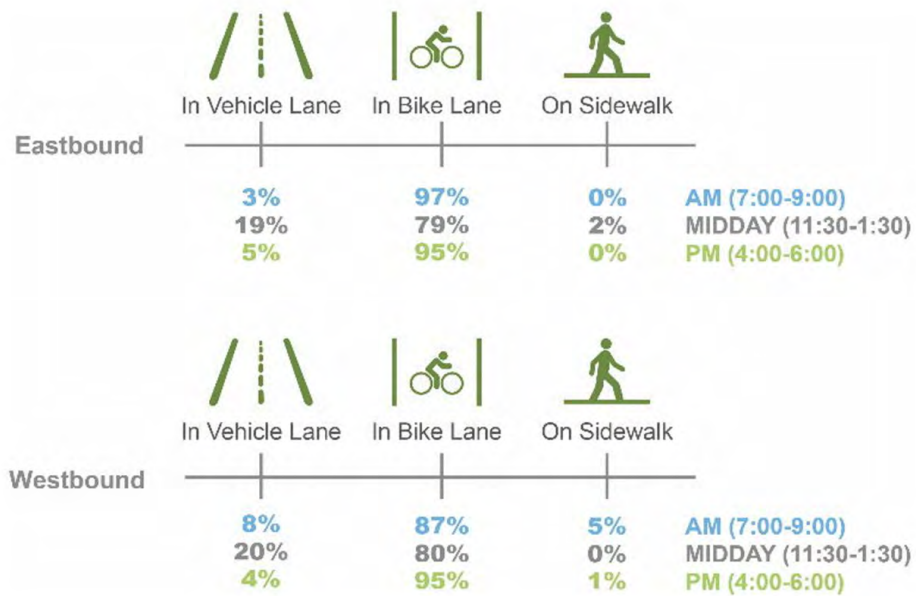 In Vehicle Lane In Bike Lane On Sidewalk
Eastbound
3% 97% 0% AM (7:00-9:00)
19% 79% 2% MIDDAY (11:30-1:30)
5% 95% 0% PM (4:00-6:00)
In Vehicle Lane In Bike Lane On Sidewalk
Westbound
8% 87% 5% AM (7:00-9:00)
20% 80% 0% MIDDAY (11:30-1:30)
4% 95% 1% PM (4:00-6:00)